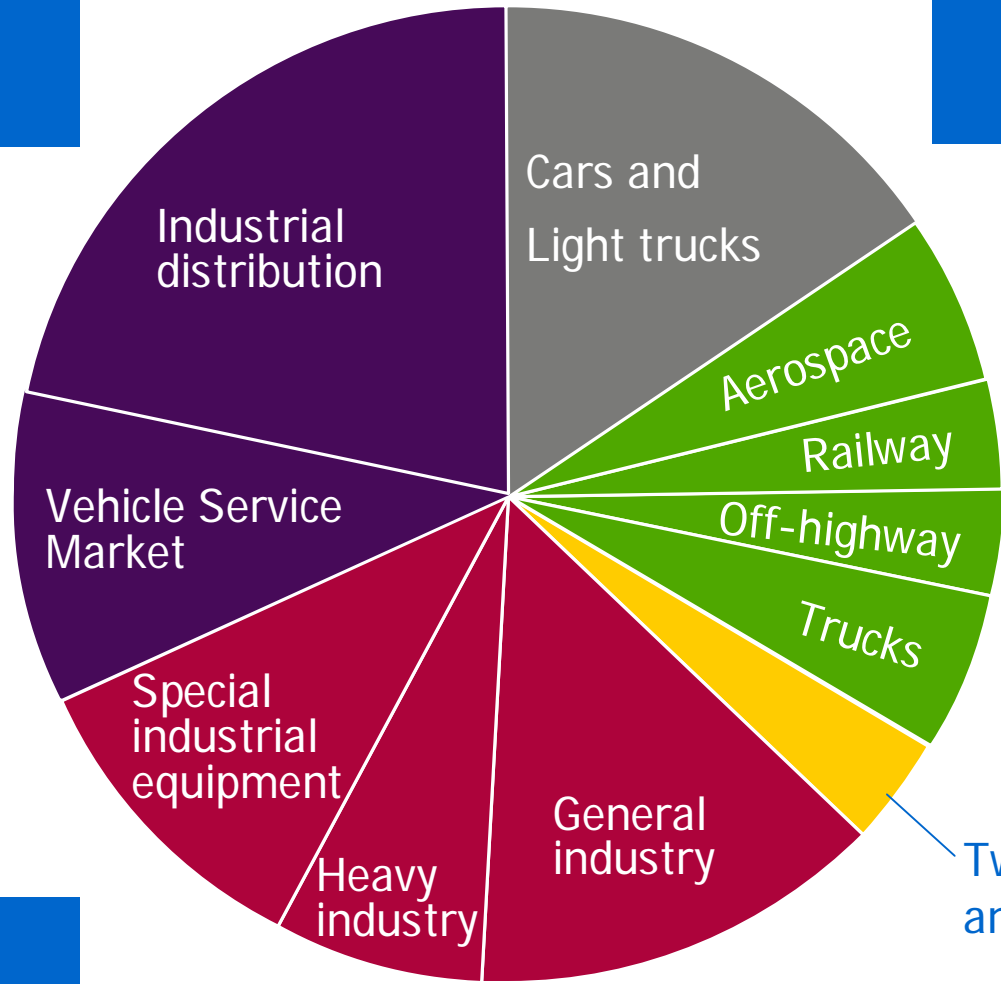 Cars and
Light trucks
Aerospace
Railway
Off-highway
Trucks
General
industry
Heavy
industry
Special
industrial
equipment
Vehicle Service
Market
Industrial
distribution